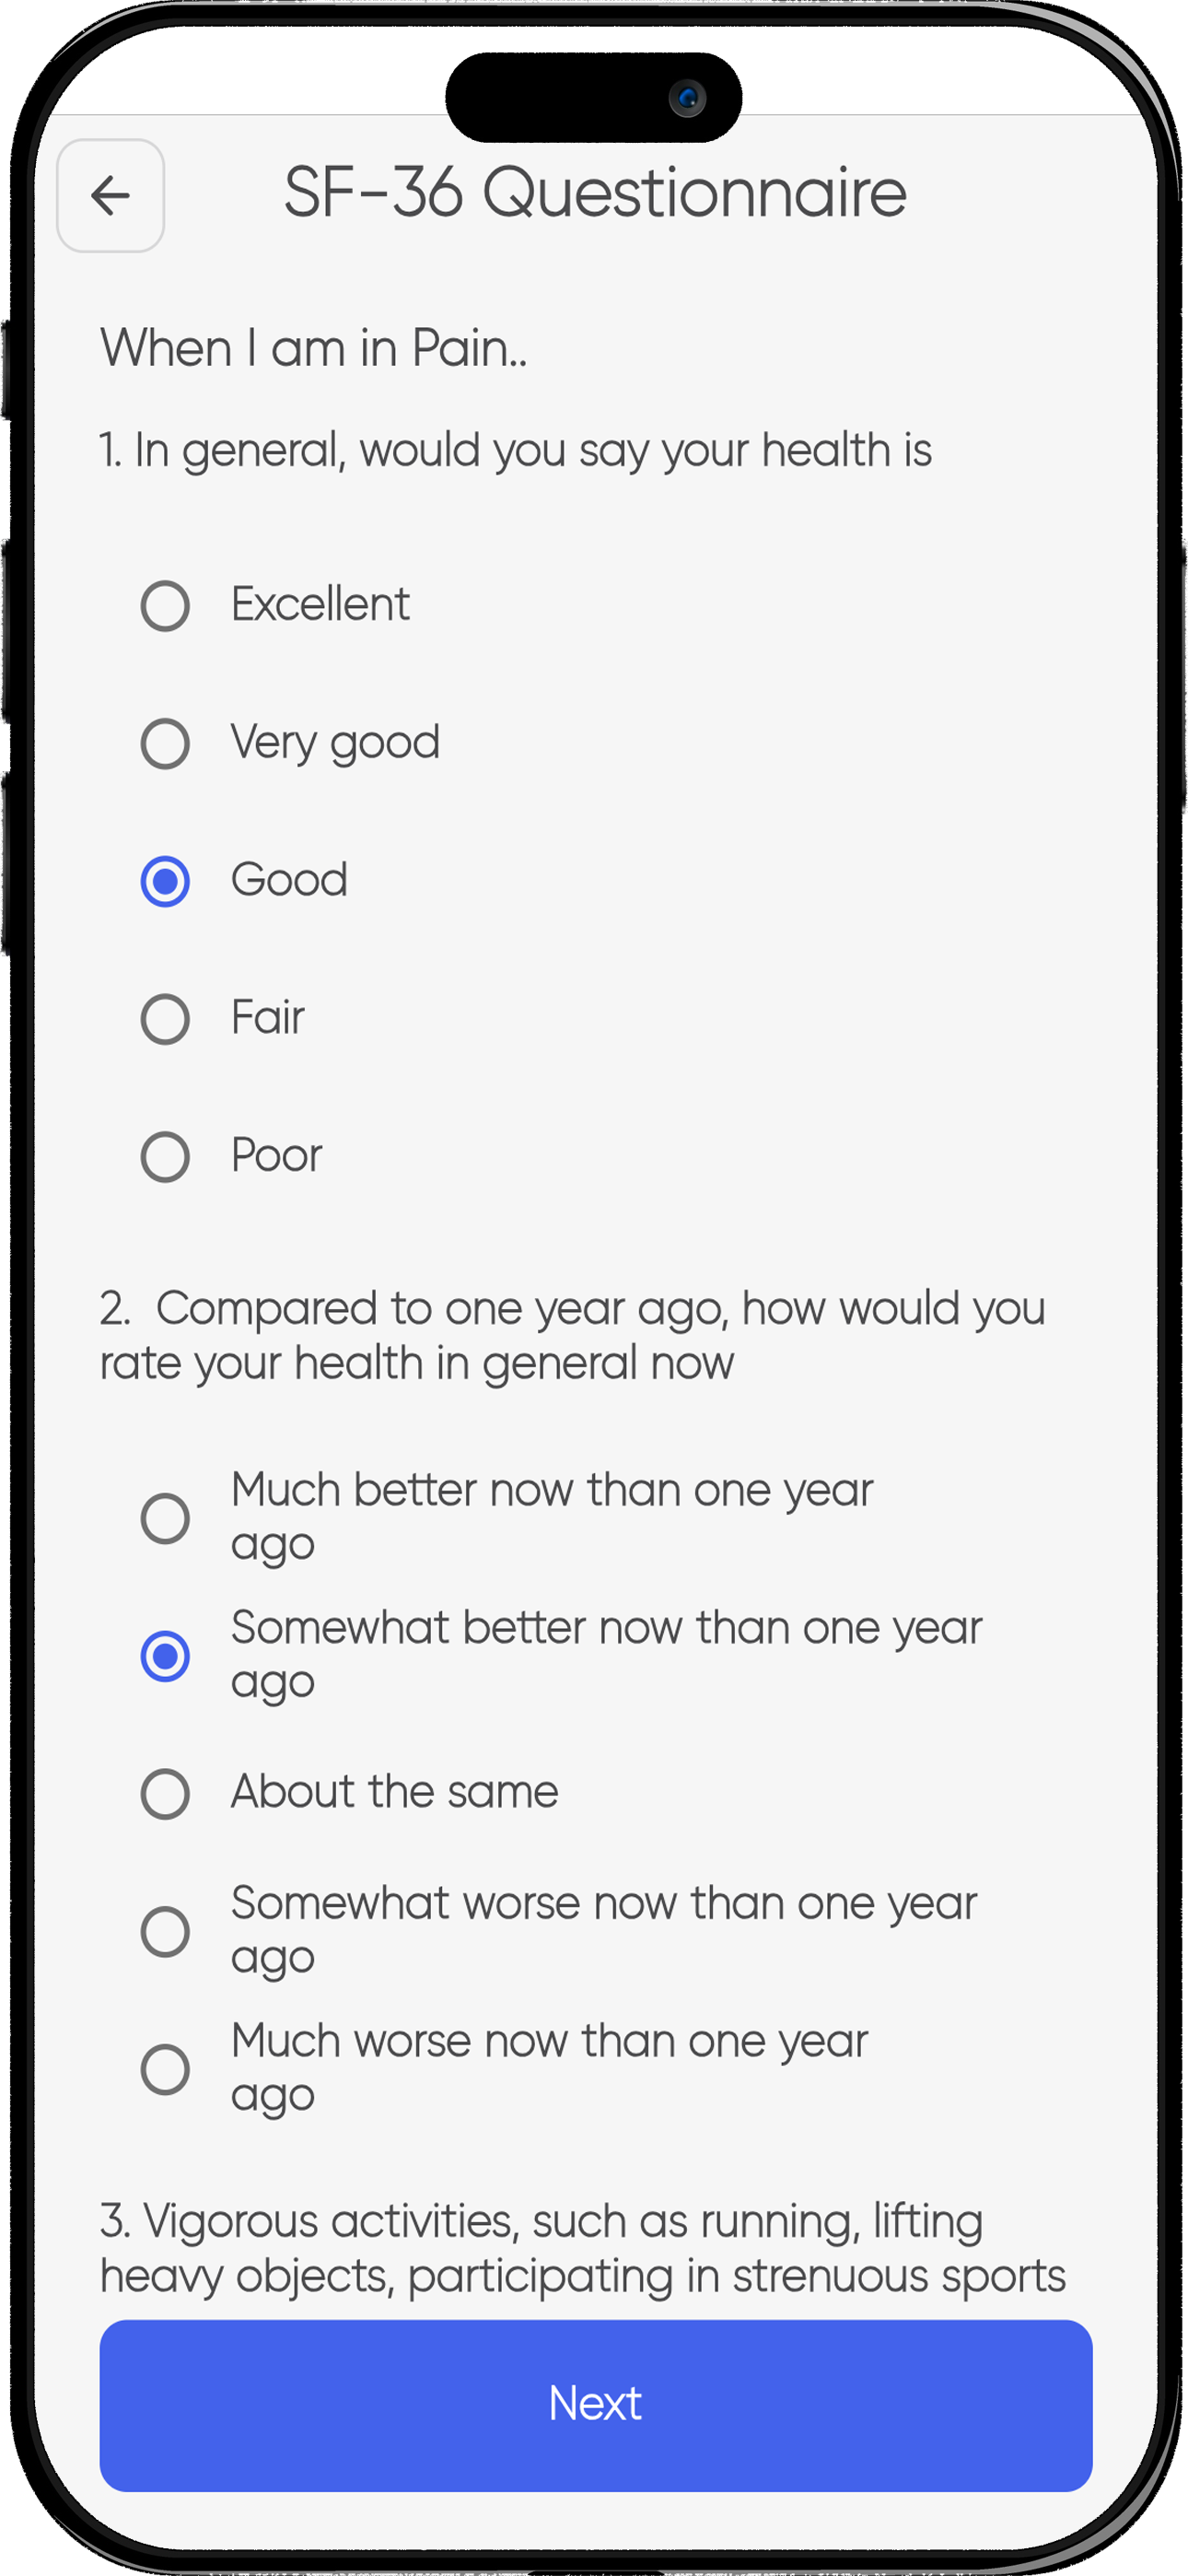 SF-36 Questionnaire
When I am in Pain..
1. In general, would you say your health is
Excellent
Very good
Good
Fair
Poor
2.  Compared to one year ago, how would you
rate your health in general now
Much better now than one year
ago
Somewhat better now than one year
ago
About the same
Somewhat worse now than one year
ago
Much worse now than one year
ago
3. Vigorous activities, such as running, lifting
heavy objects, participating in strenuous sports
Next